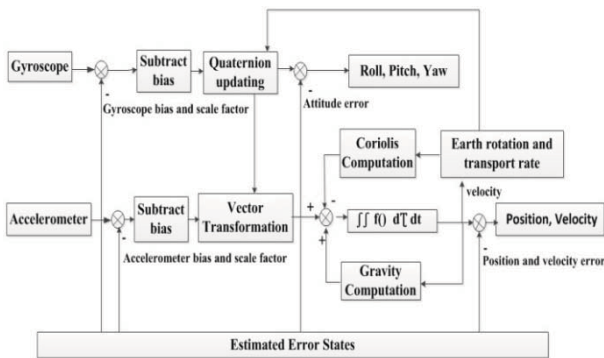 Gyroscope
Subtract
bias
Quaternion
updating
Roll, Pitch, Yaw
-
Gyroscope bias and scale factor
-
Attitude error
Coriolis
Computation
Earth rotation and
transport rate
velocity
Accelerometer
Subtract
bias
Vector
Transformation
+
-
+
∫∫ f() dτ dt
Position, Velocity
-
Accelerometer bias and scale factor
-
Position and velocity error
Gravity
Computation
Estimated Error States